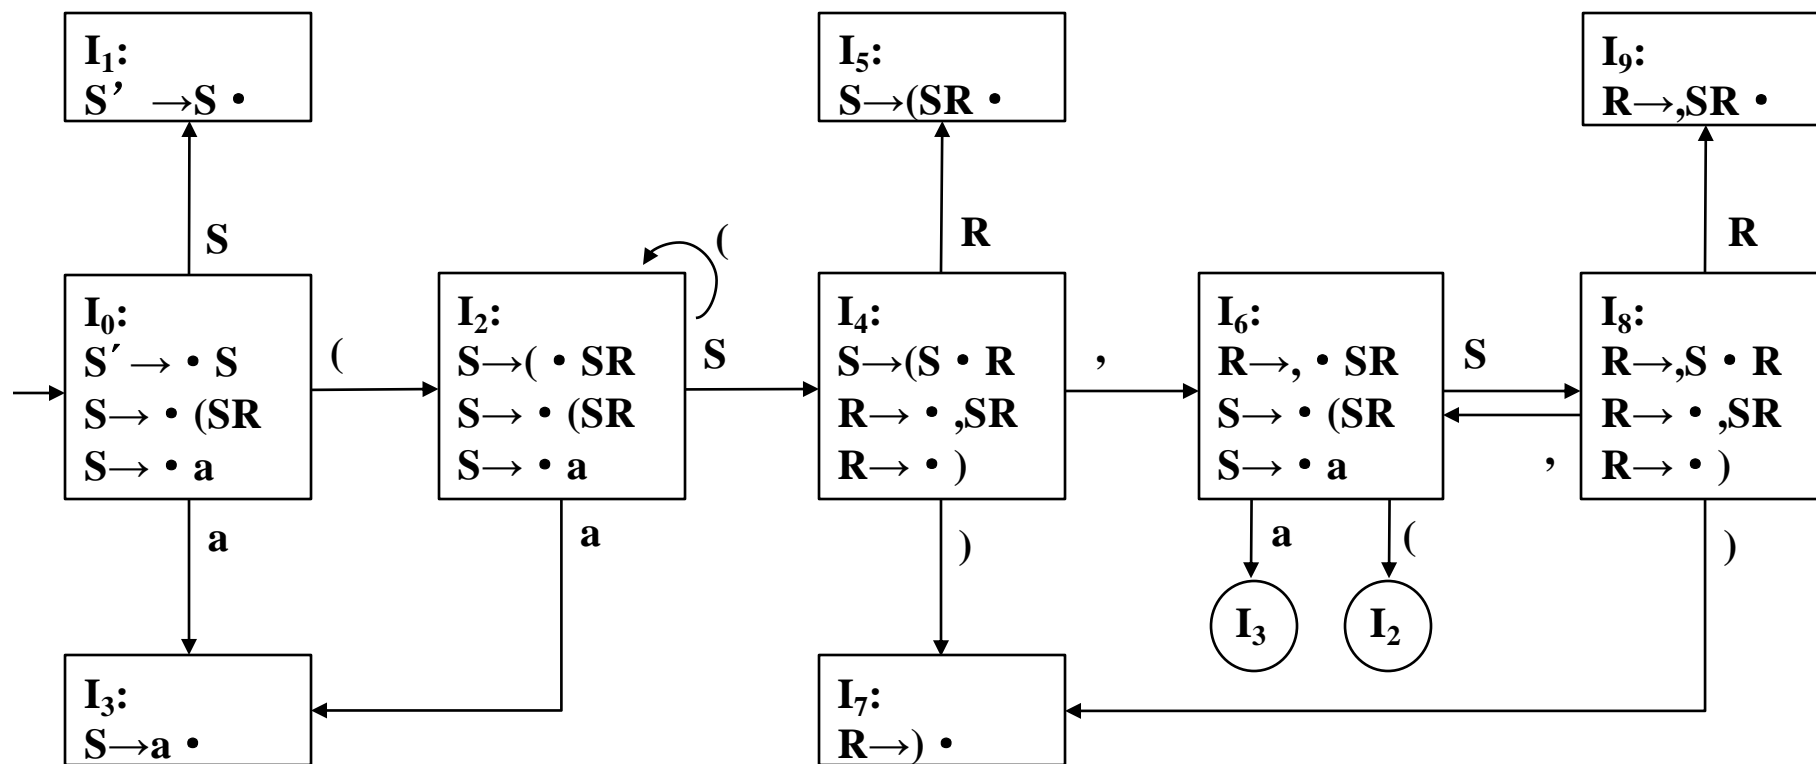 I₁:
S’ →S •
I₅:
S→(SR •
I₉:
R→,SR •
S
R
R
(
I₀:
S′ → • S
S→ • (SR
S→ • a
(
I₂:
S→( • SR
S→ • (SR
S→ • a
S
I₄:
S→(S • R
R→ • ,SR
R→ • )
,
I₆:
R→, • SR
S→ • (SR
S→ • a
S
,
I₈:
R→,S • R
R→ • ,SR
R→ • )
a
a
)
a
(
)
I₃
I₂
I₃:
S→a •
I₇:
R→) •